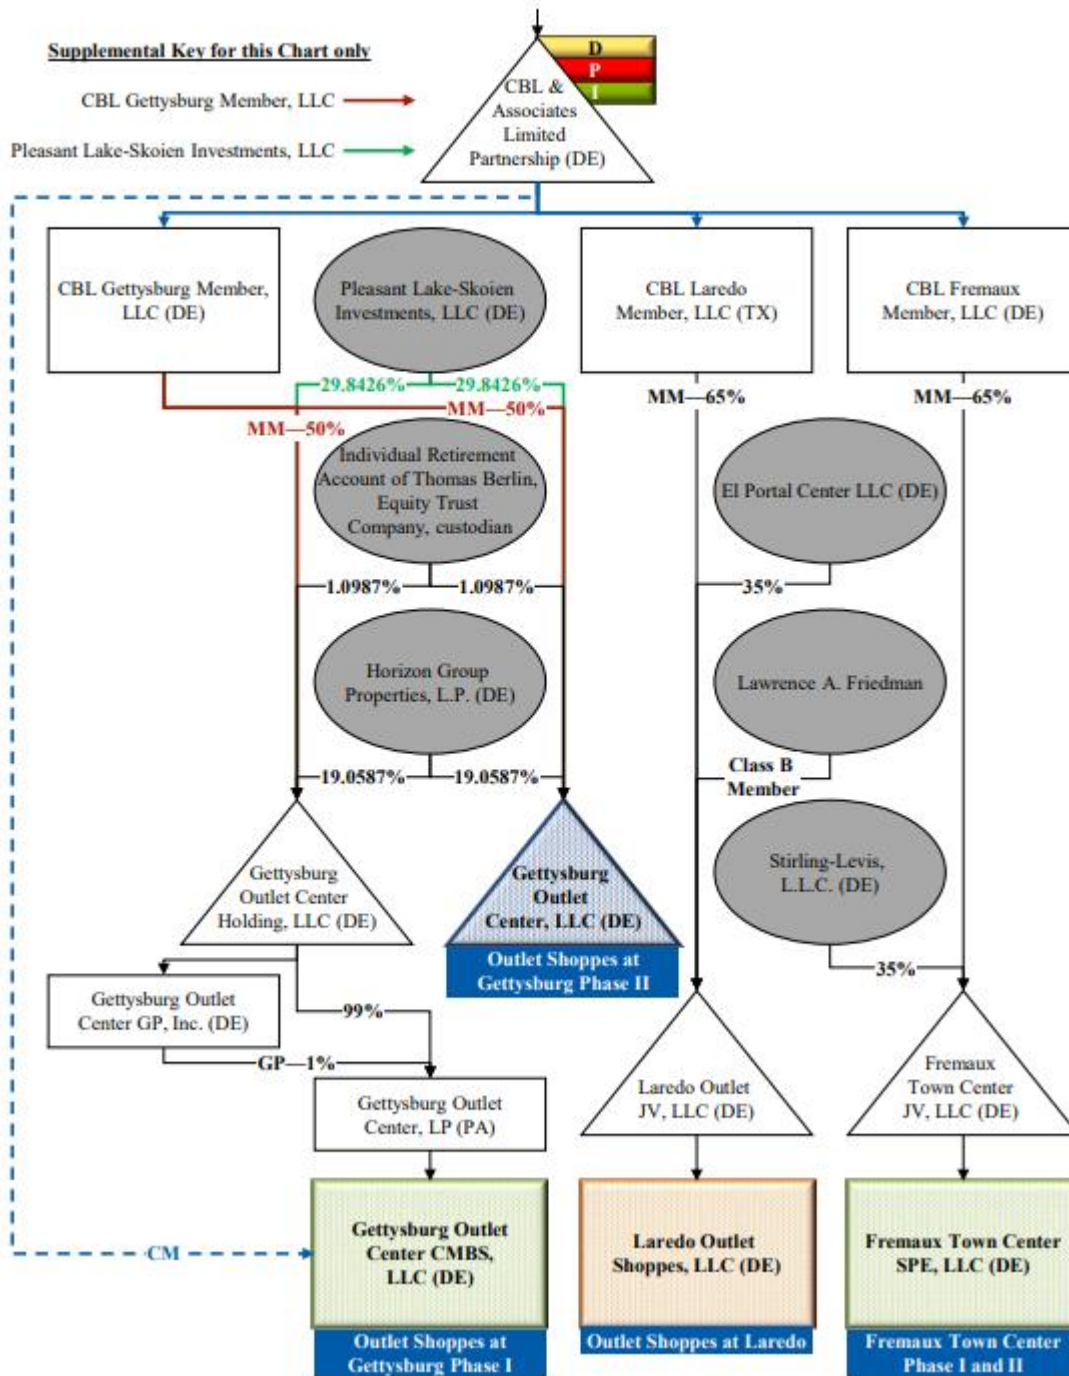 Supplemental Key for this Chart only
CBL Gettysburg Member, LLC
Pleasant Lake-Skoien Investments, LLC
D
P
I
CBL &
Associates
Limited
Partnership (DE)
CBL Gettysburg Member,
LLC (DE)
Pleasant Lake-Skoien
Investments, LLC (DE)
CBL Laredo
Member, LLC (TX)
CBL Fremaux
Member, LLC (DE)
29.8426%
29.8426%
MM—50%
MM—50%
MM—65%
MM—65%
Individual Retirement
Account of Thomas Berlin,
Equity Trust
Company, custodian
El Portal Center LLC (DE)
1.0987%
1.0987%
35%
Horizon Group
Properties, L.P. (DE)
Lawrence A. Friedman
19.0587%
19.0587%
Class B
Member
Gettysburg
Outlet Center
Holding, LLC (DE)
Gettysburg
Outlet
Center, LLC (DE)
Outlet Shoppes at
Gettysburg Phase II
Stirling-Levis,
L.L.C. (DE)
35%
Gettysburg Outlet
Center GP, Inc. (DE)
99%
GP—1%
Gettysburg Outlet
Center, LP (PA)
Laredo Outlet
JV, LLC (DE)
Fremaux
Town Center
JV, LLC (DE)
CM
Gettysburg Outlet
Center CMBS,
LLC (DE)
Outlet Shoppes at
Gettysburg Phase I
Laredo Outlet
Shoppes, LLC (DE)
Outlet Shoppes at Laredo
Fremaux Town Center
SPE, LLC (DE)
Fremaux Town Center
Phase I and II